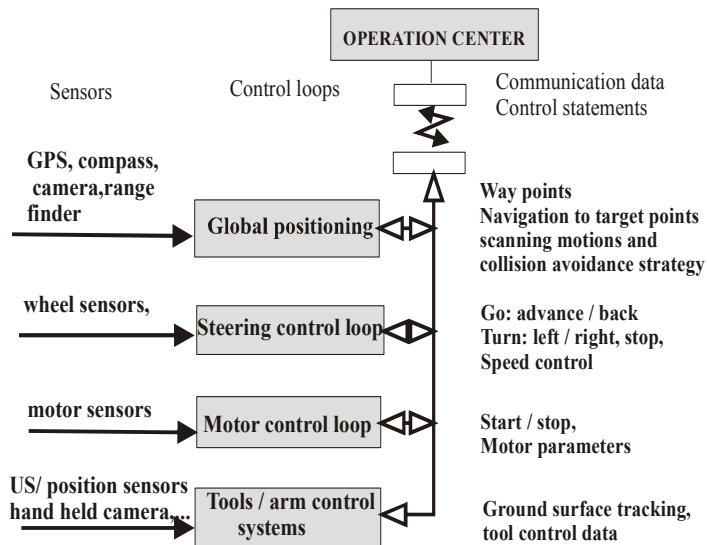 OPERATION CENTER
Sensors
Control loops
Communication data
Control statements
GPS, compass,
camera,range
finder
Global positioning
Way points
Navigation to target points
scanning motions and
collision avoidance strategy
wheel sensors,
Steering control loop
Go: advance / back
Turn: left / right, stop,
Speed control
motor sensors
Motor control loop
Start / stop,
Motor parameters
US/ position sensors
hand held camera,...
Tools / arm control
systems
Ground surface tracking,
tool control data